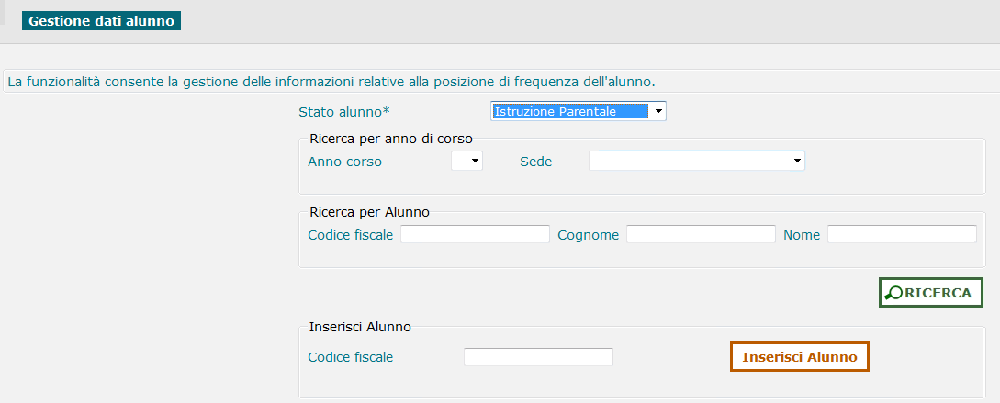 Gestione dati alunno
La funzionalità consente la gestione delle informazioni relative alla posizione di frequenza dell'alunno.
Stato alunno* Istruzione Parentale
Ricerca per anno di corso
Anno corso Sede
Ricerca per Alunno
Codice fiscale Cognome Nome
RICERCA
Inserisci Alunno
Codice fiscale Inserisci Alunno